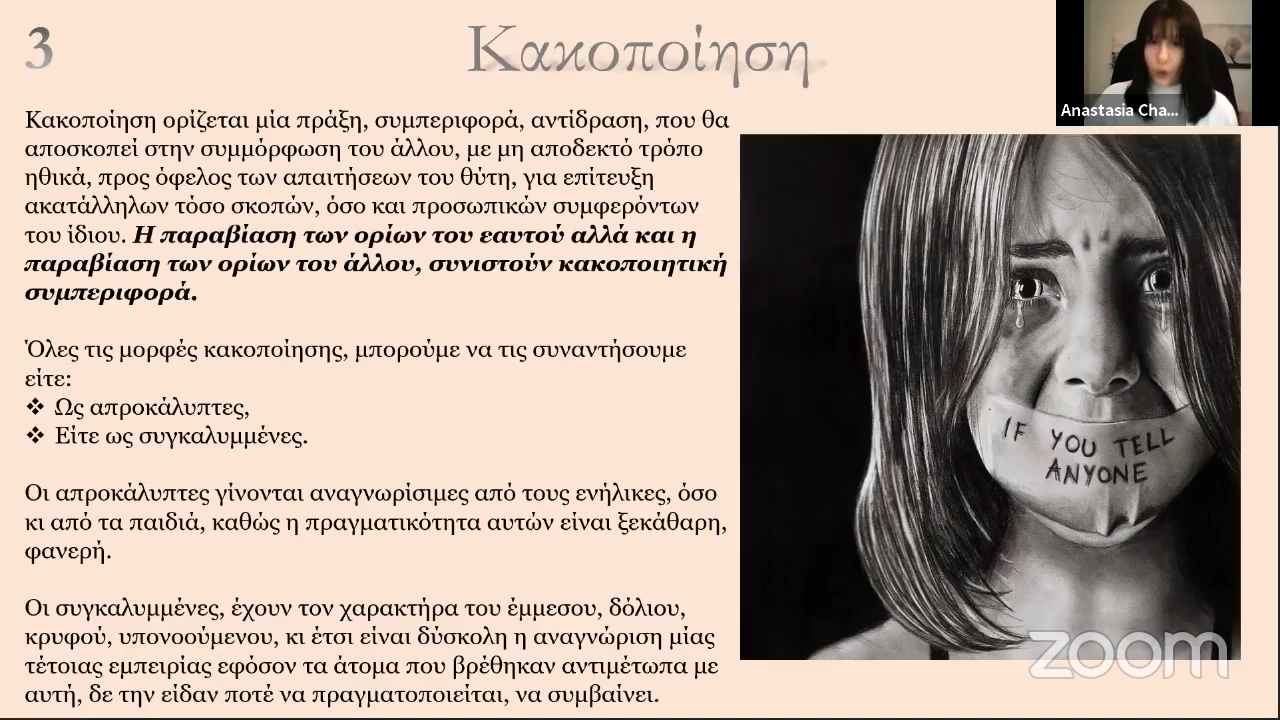 3
Κακοποίηση
Anastasia Cha...
Κακοποίηση ορίζεται μία πράξη, συμπεριφορά, αντίδραση, που θα
αποσκοπεί στην συμμόρφωση του άλλου, με μη αποδεκτό τρόπο
ηθικά, προς όφελος των απαιτήσεων του θύτη, για επίτευξη
ακατάλληλων τόσο σκοπών, όσο και προσωπικών συμφερόντων
του ίδιου. Η παραβίαση των ορίων του εαυτού αλλά και η
παραβίαση των ορίων του άλλου, συνιστούν κακοποιητική
συμπεριφορά.
Όλες τις μορφές κακοποίησης, μπορούμε να τις συναντήσουμε
είτε:
❖ Ως απροκάλυπτες,
❖ Είτε ως συγκαλυμμένες.
Οι απροκάλυπτες γίνονται αναγνωρίσιμες από τους ενήλικες, όσο
κι από τα παιδιά, καθώς η πραγματικότητα αυτών είναι ξεκάθαρη,
φανερή.
Οι συγκαλυμμένες, έχουν τον χαρακτήρα του έμμεσου, δόλιου,
κρυφού, υπονοούμενου, κι έτσι είναι δύσκολη η αναγνώριση μίας
τέτοιας εμπειρίας εφόσον τα άτομα που βρέθηκαν αντιμέτωπα με
αυτή, δε την είδαν ποτέ να πραγματοποιείται, να συμβαίνει.
IF YOU TELL
ANYONE
zoom